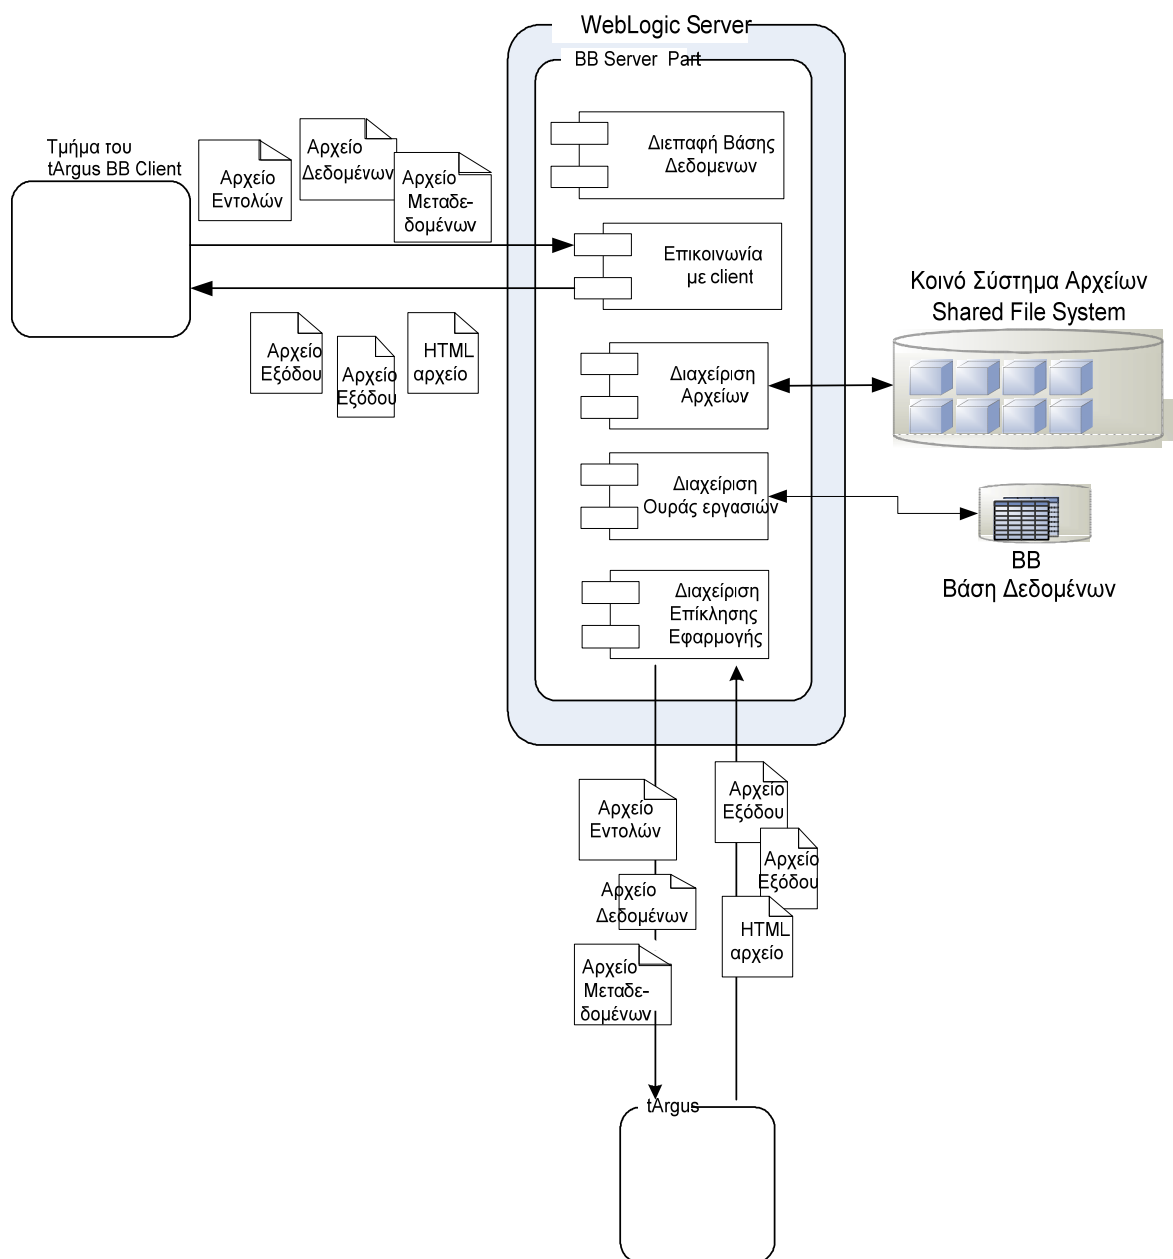 WebLogic Server
BB Server Part
Τμήμα του
tArgus BB Client
Αρχείο
Εντολών
Αρχείο
Δεδομένων
Αρχείο
Μεταδε-
δομένων
Διεπαφή Βάσης
Δεδομενων
Επικοινωνία
με client
Αρχείο
Εξόδου
Αρχείο
Εξόδου
HTML
αρχείο
Διαχείριση
Αρχείων
Κοινό Σύστημα Αρχείων
Shared File System
Διαχείριση
Ουράς εργασιών
BB
Βάση Δεδομένων
Διαχείριση
Επίκλησης
Εφαρμογής
Αρχείο
Εντολών
Αρχείο
Δεδομένων
Αρχείο
Μεταδε-
δομένων
Αρχείο
Εξόδου
Αρχείο
Εξόδου
HTML
αρχείο
tArgus